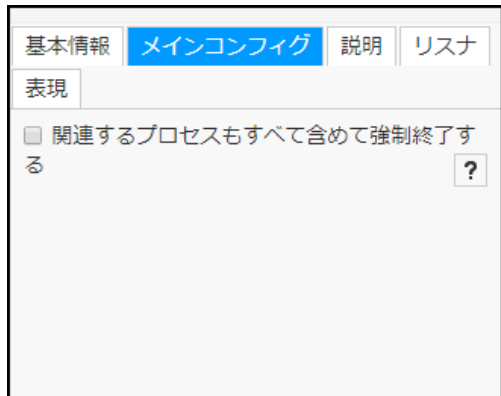 基本情報 メインコンフィグ 説明 リスナ
表現
関連するプロセスもすべて含めて強制終了す
る ?